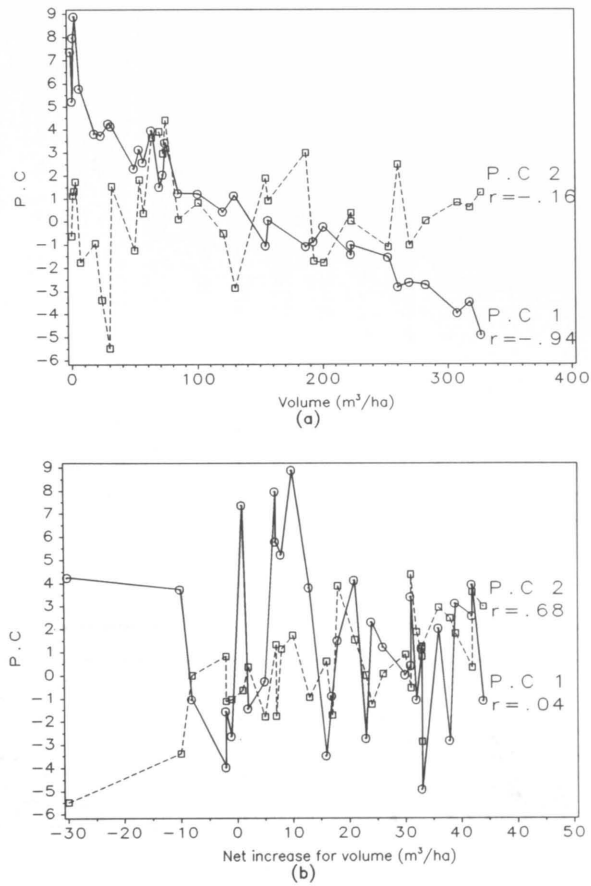 9
8
7
6
5
4
3
2
1
0
-1
-2
-3
-4
-5
-6
P.C
P.C 2
r=-.16
P.C 1
r=-.94
0 100 200 300 400
Volume (m³/ha)
(a)
9
8
7
6
5
4
3
2
1
0
-1
-2
-3
-4
-5
-6
P.C
P.C 2
r=.68
P.C 1
r=.04
-30 -20 -10 0 10 20 30 40 50
Net increase for volume (m³/ha)
(b)